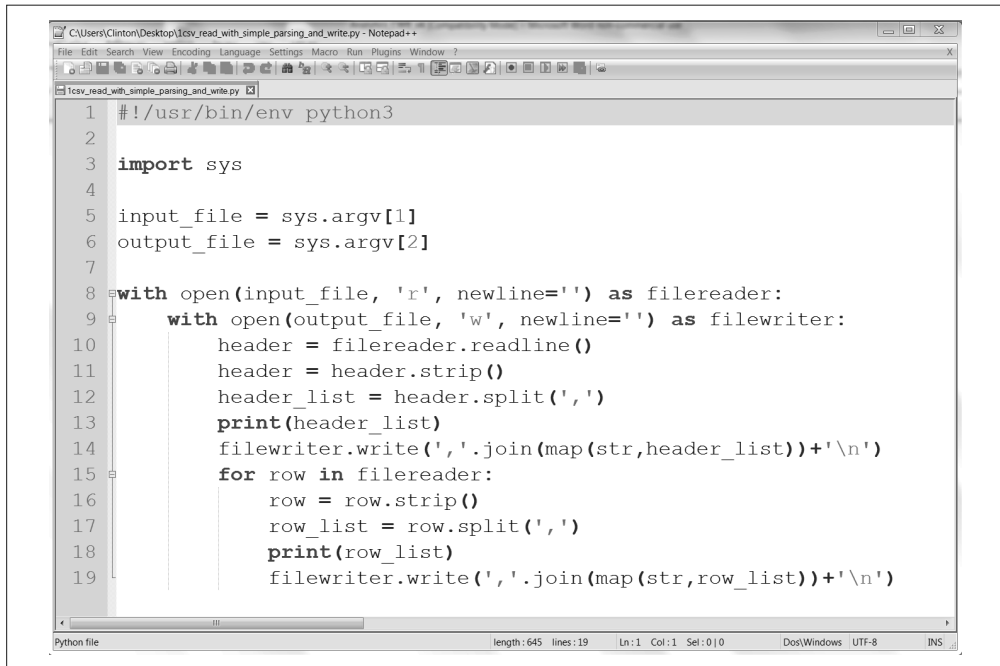 C:\Users\Clinton\Desktop\1csv_read_with_simple_parsing_and_write.py - Notepad++
File Edit Search View Encoding Language Settings Macro Run Plugins Window ? X
1csv_read_with_simple_parsing_and_write.py
1 #!/usr/bin/env python3
2
3 import sys
4
5 input_file = sys.argv[1]
6 output_file = sys.argv[2]
7
8 with open(input_file, 'r', newline='') as filereader:
9     with open(output_file, 'w', newline='') as filewriter:
10         header = filereader.readline()
11         header = header.strip()
12         header_list = header.split(',')
13         print(header_list)
14         filewriter.write(','.join(map(str,header_list))+'\n')
15         for row in filereader:
16             row = row.strip()
17             row_list = row.split(',')
18             print(row_list)
19             filewriter.write(','.join(map(str,row_list))+'\n')
Python file length : 645 lines : 19 Ln : 1 Col : 1 Sel : 0 | 0 Dos\Windows UTF-8 INS